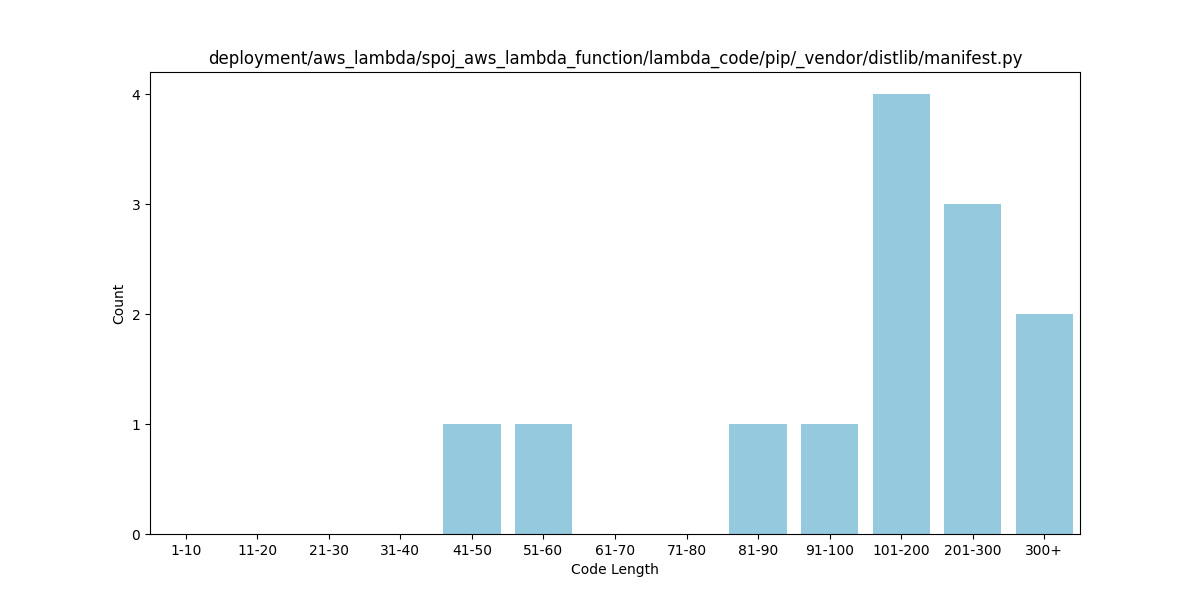 deployment/aws_lambda/spoj_aws_lambda_function/lambda_code/pip/_vendor/distlib/manifest.py
4
3
2
1
0
Count
1-10 11-20 21-30 31-40 41-50 51-60 61-70 71-80 81-90 91-100 101-200 201-300 300+
Code Length